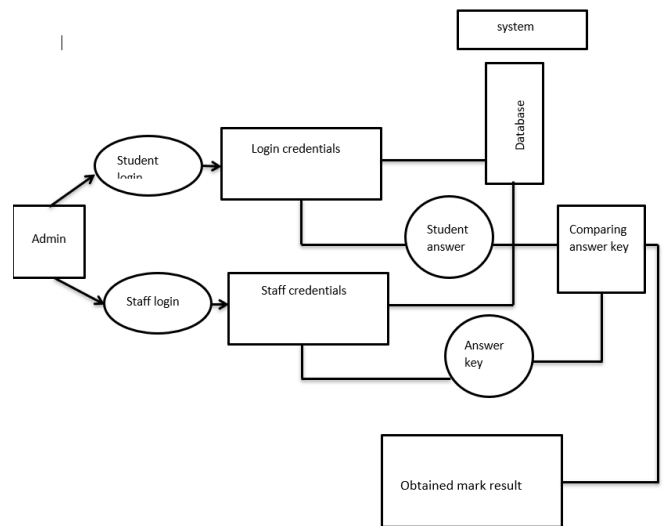 system
Database
Student
login
Login credentials
Admin
Student
answer
Comparing
answer key
Staff login
Staff credentials
Answer
key
Obtained mark result